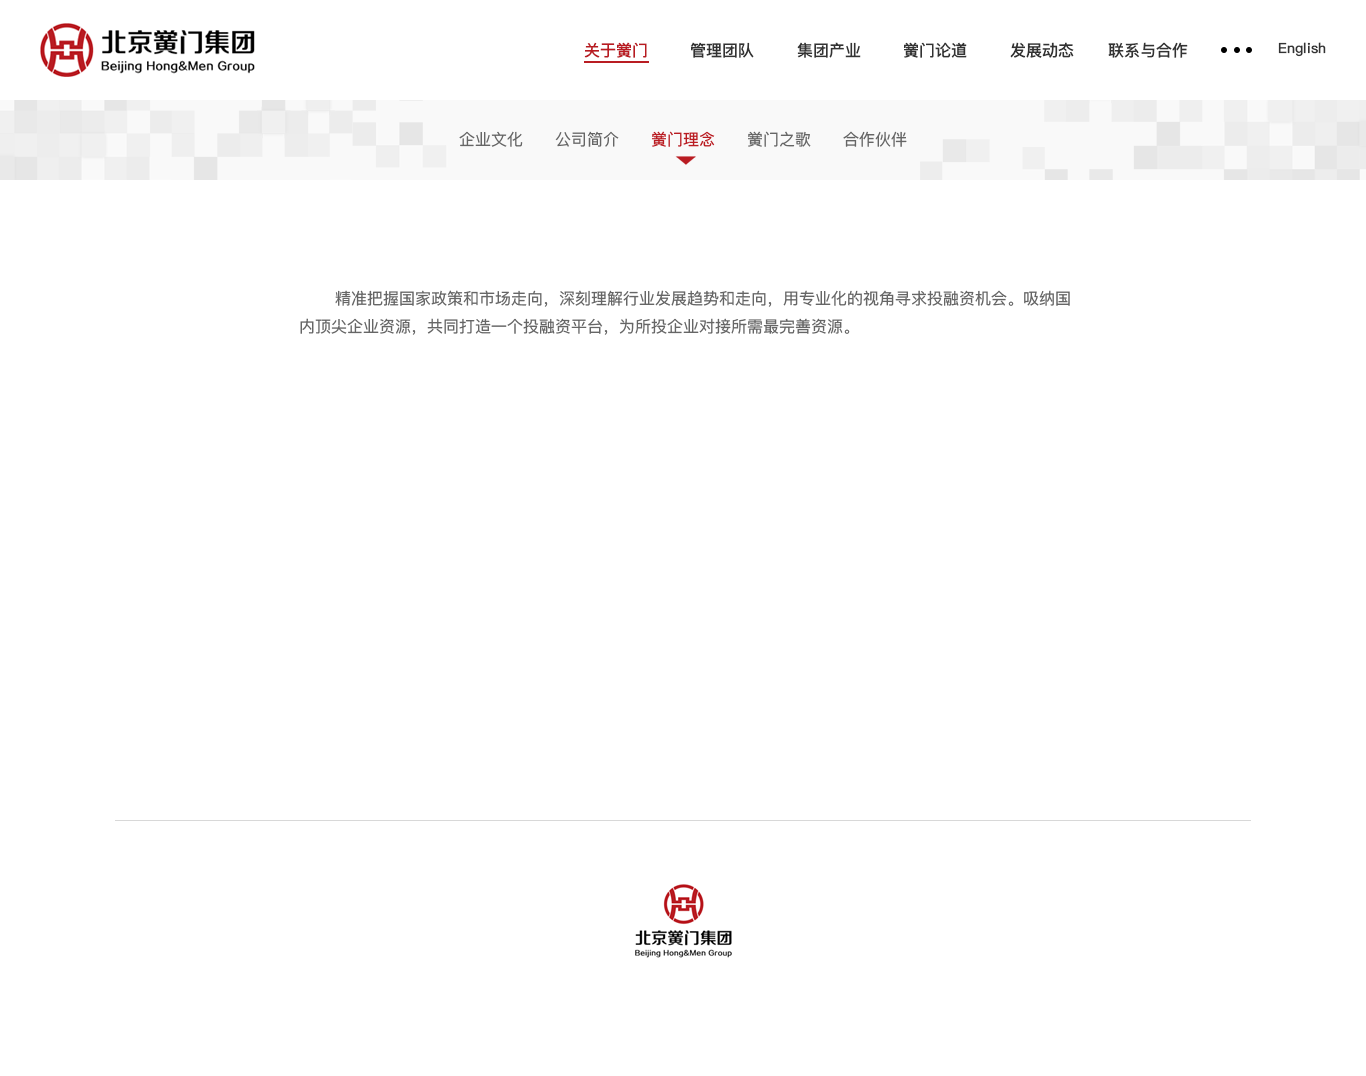 北京黉门集团
Beijing Hong&Men Group
关于黉门 管理团队 集团产业 黉门论道 发展动态 联系与合作 English
企业文化 公司简介 黉门理念 黉门之歌 合作伙伴
精准把握国家政策和市场走向，深刻理解行业发展趋势和走向，用专业化的视角寻求投融资机会。吸纳国
内顶尖企业资源，共同打造一个投融资平台，为所投企业对接所需最完善资源。
北京黉门集团
Beijing Hong&Men Group